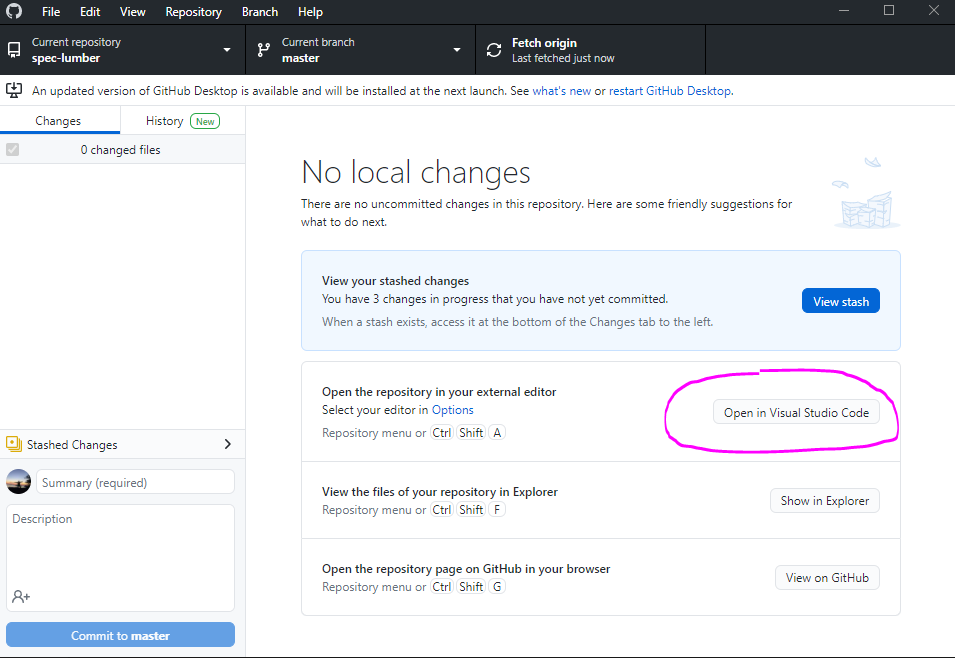 File Edit View Repository Branch Help
Current repository
spec-lumber
Current branch
master
Fetch origin
Last fetched just now
An updated version of GitHub Desktop is available and will be installed at the next launch. See what's new or restart GitHub Desktop.
Changes
History New
0 changed files
No local changes
There are no uncommitted changes in this repository. Here are some friendly suggestions for
what to do next.
View your stashed changes
You have 3 changes in progress that you have not yet committed.
When a stash exists, access it at the bottom of the Changes tab to the left.
View stash
Open the repository in your external editor
Select your editor in Options
Repository menu or Ctrl Shift A
Open in Visual Studio Code
View the files of your repository in Explorer
Repository menu or Ctrl Shift F
Show in Explorer
Open the repository page on GitHub in your browser
Repository menu or Ctrl Shift G
View on GitHub
Stashed Changes
Summary (required)
Description
Commit to master